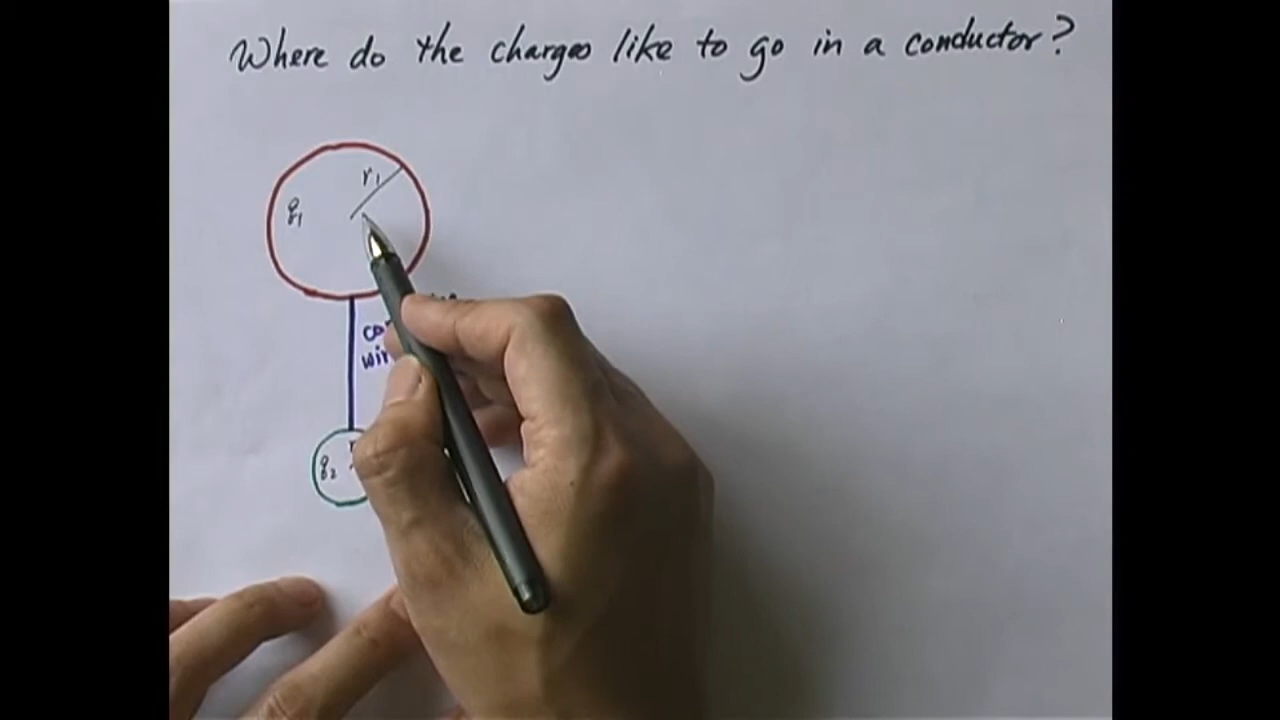 Where do the charges like to go in a conductor?
r₁
q₁
q₂